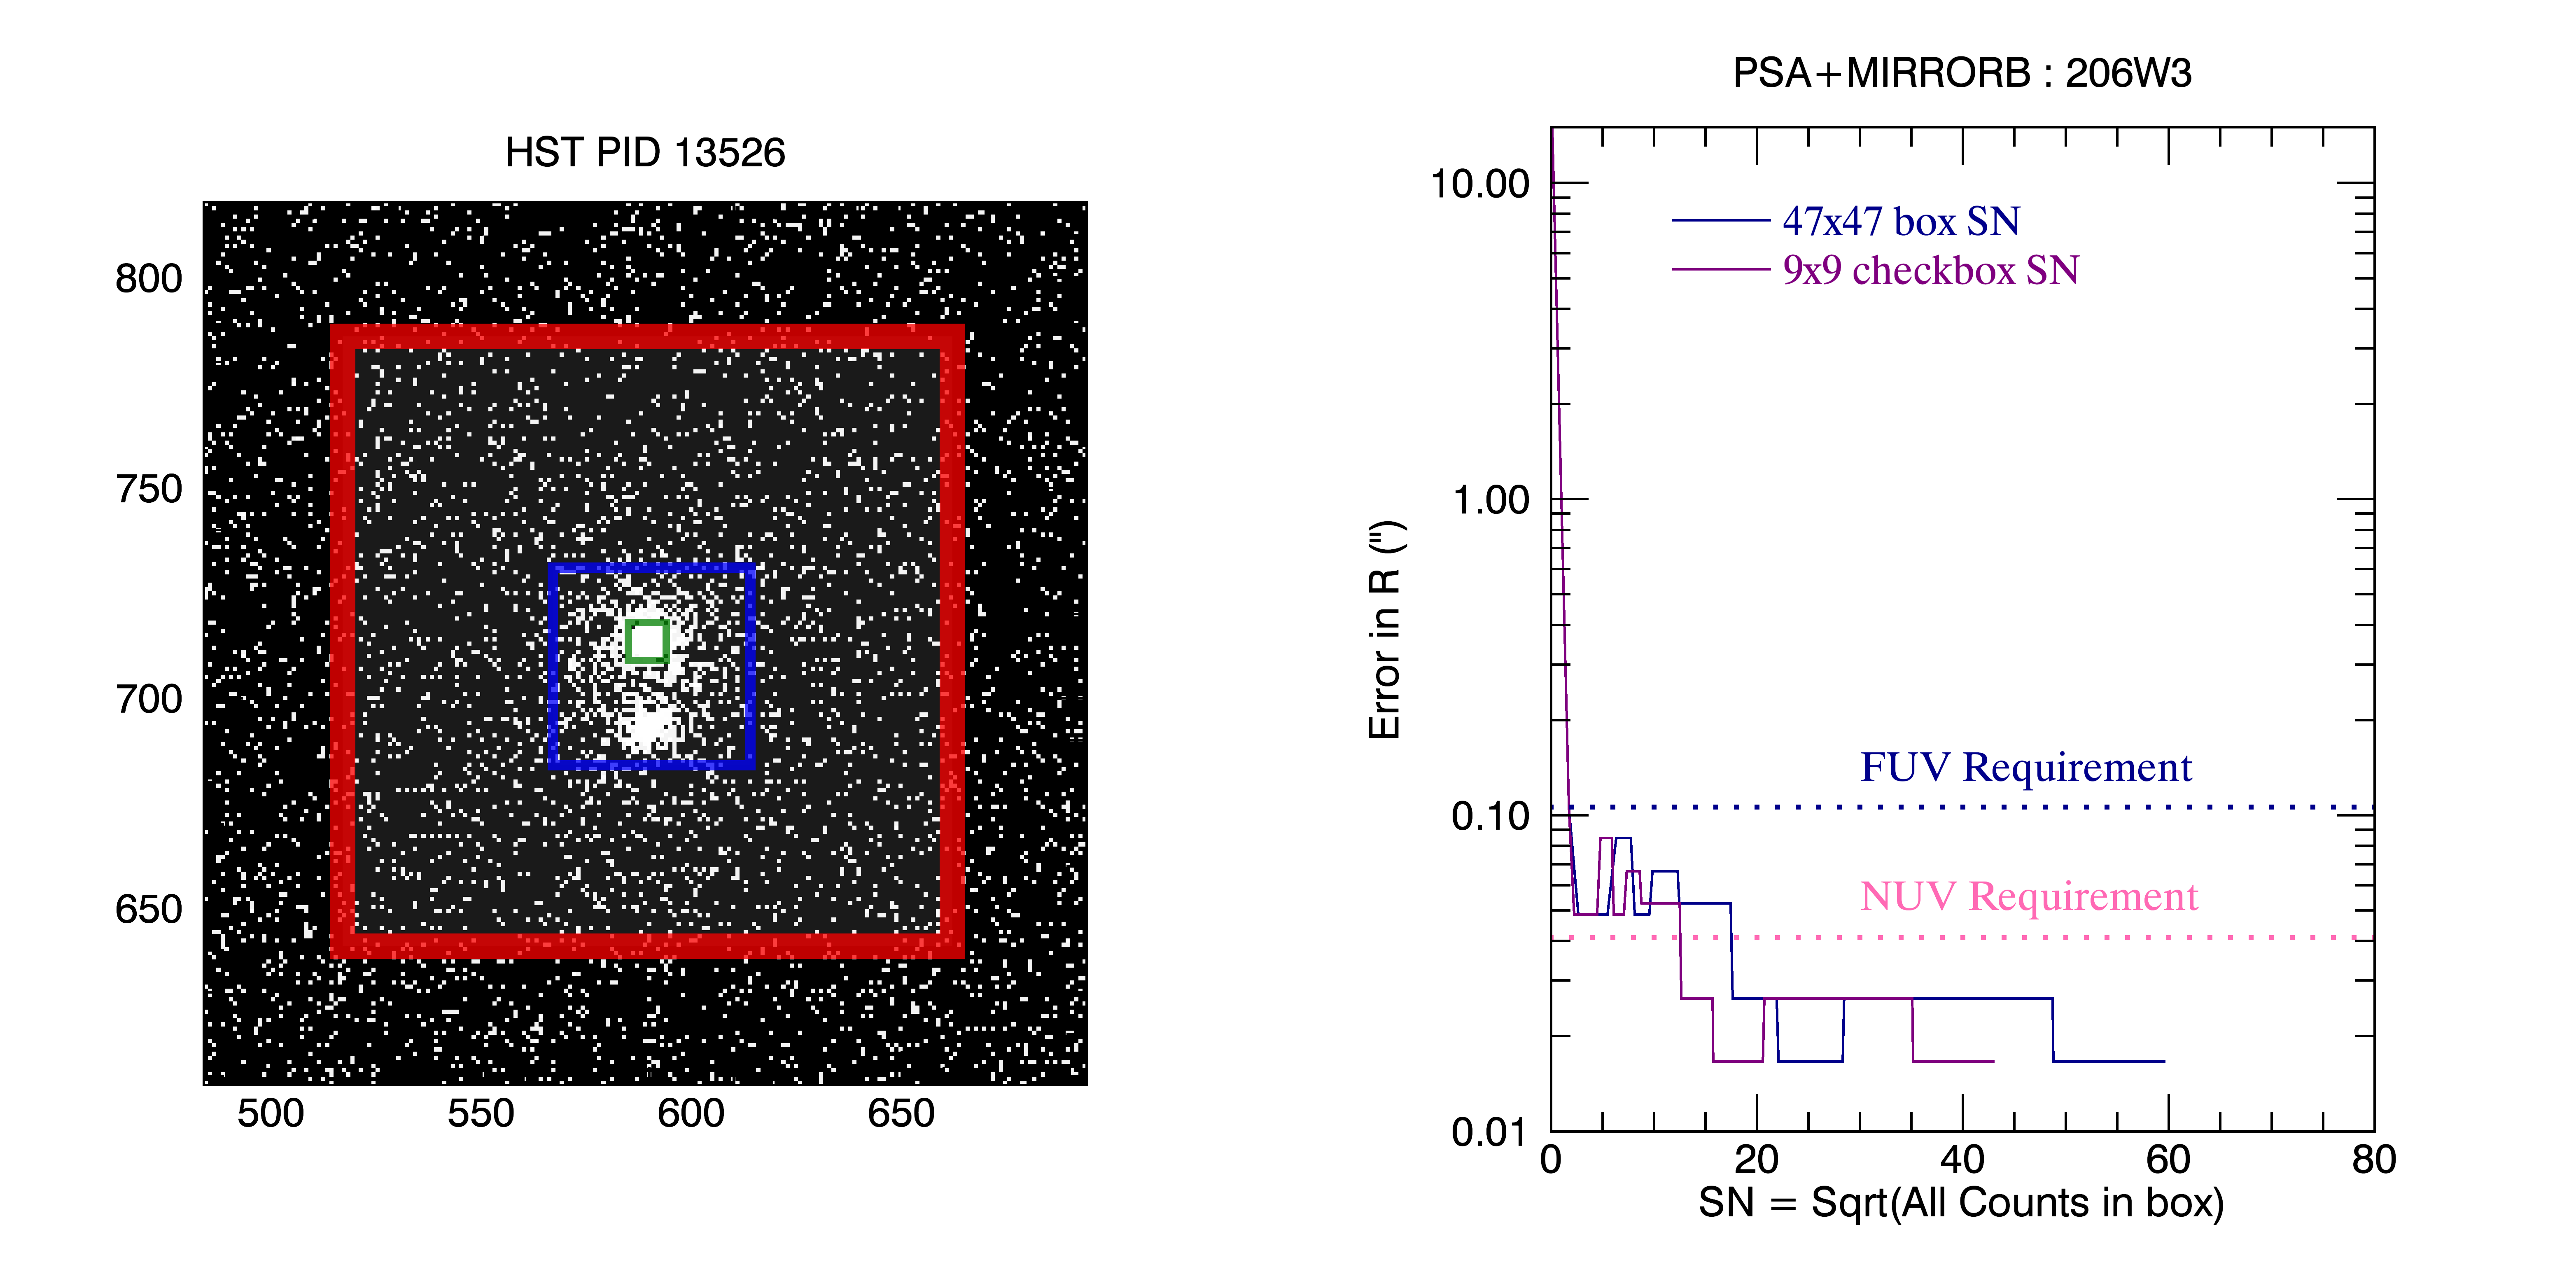 HST PID 13526
800
750
700
650
500 550 600 650
PSA+MIRRORB : 206W3
10.00
1.00
0.10
0.01
Error in R (")
47x47 box SN
9x9 checkbox SN
FUV Requirement
NUV Requirement
0 20 40 60 80
SN = Sqrt(All Counts in box)